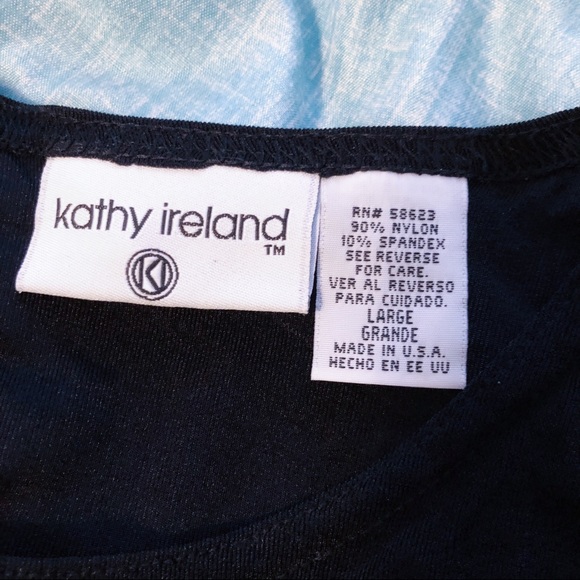 kathy ireland
TM
KI
RN# 58623
90% NYLON
10% SPANDEX
SEE REVERSE
FOR CARE.
VER AL REVERSO
PARA CUIDADO.
LARGE
GRANDE
MADE IN U.S.A.
HECHO EN EE UU